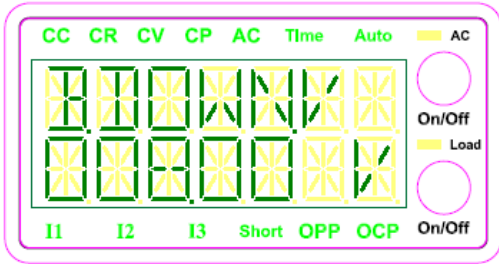 CC CR CV CP AC TIme Auto
AC
On/Off
Load
I1 I2 I3 Short OPP OCP On/Off